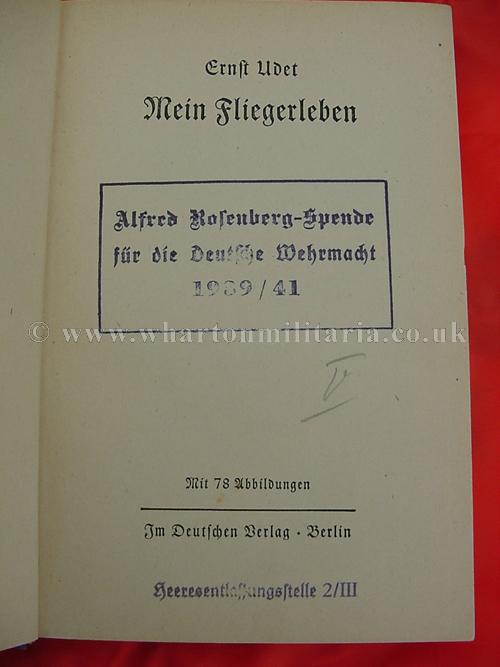 Ernst Udet
Mein Fliegerleben
Alfred Rosenberg-Spende
für die Deutsche Wehrmacht
1939/41
© www.whartonmilitaria.co.uk
V
Mit 78 Abbildungen
Im Deutschen Verlag · Berlin
Heeresentlassungsstelle 2/III